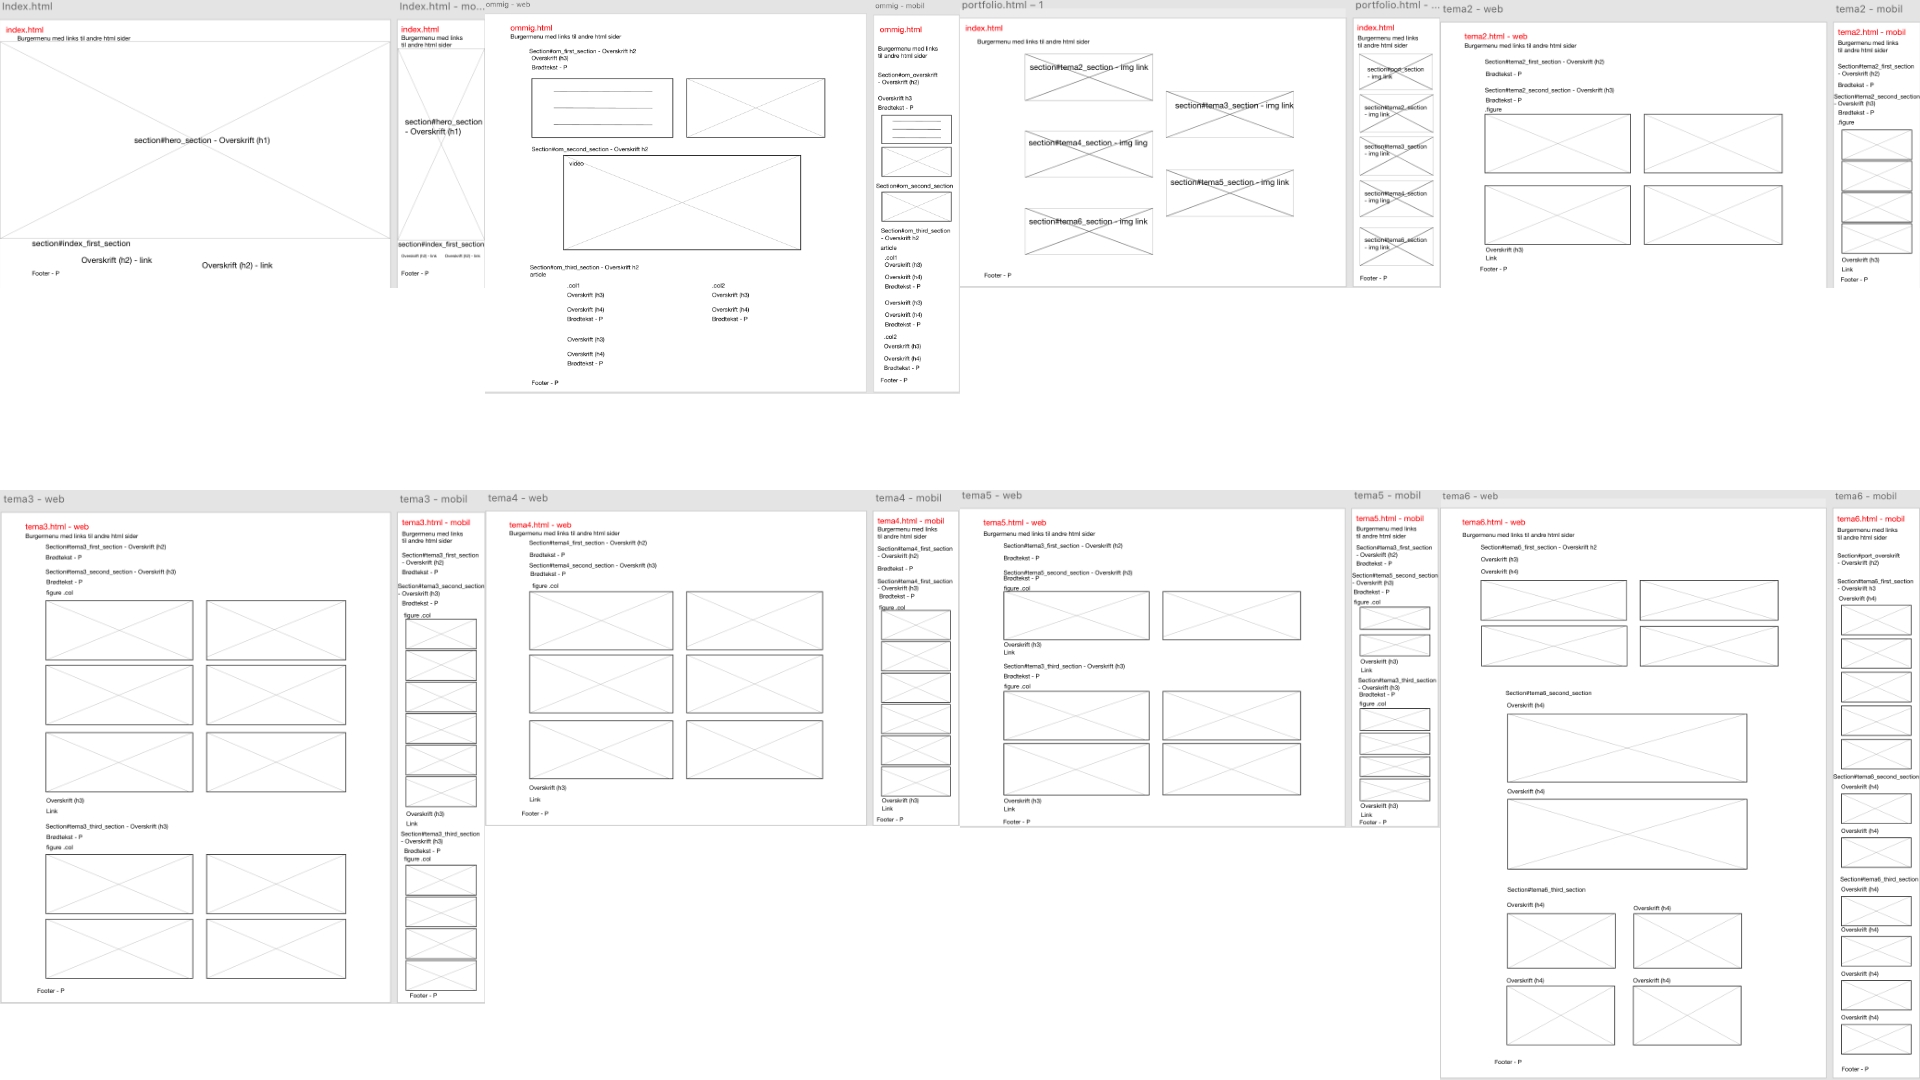 Index.html
index.html
Burgermenu med links til andre html sider
section#hero_section - Overskrift (h1)
section#index_first_section
Overskrift (h2) - link
Overskrift (h2) - link
Footer - P
Index.html - mo...
index.html
Burgermenu med links
til andre html sider
section#hero_section
- Overskrift (h1)
section#index_first_section
Overskrift (h2) - link
Overskrift (h2) - link
Footer - P
ommig - web
ommig.html
Burgermenu med links til andre html sider
Section#om_first_section - Overskrift h2
Overskrift (h3)
Brødtekst - P
Section#om_second_section - Overskrift h2
video
Section#om_third_section - Overskrift h2
article
.col1
Overskrift (h3)
Overskrift (h4)
Brødtekst - P
Overskrift (h3)
Overskrift (h4)
Brødtekst - P
.col2
Overskrift (h3)
Overskrift (h4)
Brødtekst - P
Footer - P
ommig - mobil
ommig.html
Burgermenu med links
til andre html sider
Section#om_overskrift
- Overskrift (h2)
Overskrift h3
Brødtekst - P
Section#om_second_section
Section#om_third_section
- Overskrift h2
article
.col1
Overskrift (h3)
Overskrift (h4)
Brødtekst - P
Overskrift (h3)
Overskrift (h4)
Brødtekst - P
.col2
Overskrift (h3)
Overskrift (h4)
Brødtekst - P
Footer - P
portfolio.html – 1
index.html
Burgermenu med links til andre html sider
section#tema2_section - img link
section#tema3_section - img link
section#tema4_section - img ling
section#tema5_section - img link
section#tema6_section - img link
Footer - P
portfolio.html - ...
index.html
Burgermenu med links
til andre html sider
section#port_section
- img link
section#tema2_section
- img link
section#tema3_section
- img link
section#tema4_section
- img ling
section#tema6_section
- img link
Footer - P
tema2 - web
tema2.html - web
Burgermenu med links til andre html sider
Section#tema2_first_section - Overskrift (h2)
Brødtekst - P
Section#tema2_second_section - Overskrift (h3)
Brødtekst - P
.figure
Overskrift (h3)
Link
Footer - P
tema2 - mobil
tema2.html - mobil
Burgermenu med links
til andre html sider
Section#tema2_first_section
- Overskrift (h2)
Brødtekst - P
Section#tema2_second_section
- Overskrift (h3)
Brødtekst - P
.figure
Overskrift (h3)
Link
Footer - P
tema3 - web
tema3.html - web
Burgermenu med links til andre html sider
Section#tema3_first_section - Overskrift (h2)
Brødtekst - P
Section#tema3_second_section - Overskrift (h3)
Brødtekst - P
figure .col
Overskrift (h3)
Link
Section#tema3_third_section - Overskrift (h3)
Brødtekst - P
figure .col
Footer - P
tema3 - mobil
tema3.html - mobil
Burgermenu med links
til andre html sider
Section#tema3_first_section
- Overskrift (h2)
Brødtekst - P
Section#tema3_second_section
- Overskrift (h3)
Brødtekst - P
figure .col
Overskrift (h3)
Link
Section#tema3_third_section
- Overskrift (h3)
Brødtekst - P
figure .col
Footer - P
tema4 - web
tema4.html - web
Burgermenu med links til andre html sider
Section#tema4_first_section - Overskrift (h2)
Brødtekst - P
Section#tema4_second_section - Overskrift (h3)
Brødtekst - P
figure .col
Overskrift (h3)
Link
Footer - P
tema4 - mobil
tema4.html - mobil
Burgermenu med links
til andre html sider
Section#tema4_first_section
- Overskrift (h2)
Brødtekst - P
Section#tema4_first_section
- Overskrift (h3)
Brødtekst - P
figure .col
Overskrift (h3)
Link
Footer - P
tema5 - web
tema5.html - web
Burgermenu med links til andre html sider
Section#tema3_first_section - Overskrift (h2)
Brødtekst - P
Section#tema5_second_section - Overskrift (h3)
Brødtekst - P
figure .col
Overskrift (h3)
Link
Section#tema3_third_section - Overskrift (h3)
Brødtekst - P
figure .col
Overskrift (h3)
Link
Footer - P
tema5 - mobil
tema5.html - mobil
Burgermenu med links
til andre html sider
Section#tema3_first_section
- Overskrift (h2)
Brødtekst - P
Section#tema5_second_section
- Overskrift (h3)
Brødtekst - P
figure .col
Overskrift (h3)
Link
Section#tema3_third_section
- Overskrift (h3)
Brødtekst - P
figure .col
Overskrift (h3)
Link
Footer - P
tema6 - web
tema6.html - web
Burgermenu med links til andre html sider
Section#tema6_first_section - Overskrift h2
Overskrift (h3)
Overskrift (h4)
Section#tema6_second_section
Overskrift (h4)
Overskrift (h4)
Section#tema6_third_section
Overskrift (h4)
Overskrift (h4)
Overskrift (h4)
Overskrift (h4)
Footer - P
tema6 - mobil
tema6.html - mobil
Burgermenu med links
til andre html sider
Section#port_overskrift
- Overskrift (h2)
Section#tema6_first_section
- Overskrift h3
Overskrift (h4)
Section#tema6_second_section
Overskrift (h4)
Overskrift (h4)
Section#tema6_third_section
Overskrift (h4)
Overskrift (h4)
Overskrift (h4)
Overskrift (h4)
Footer - P